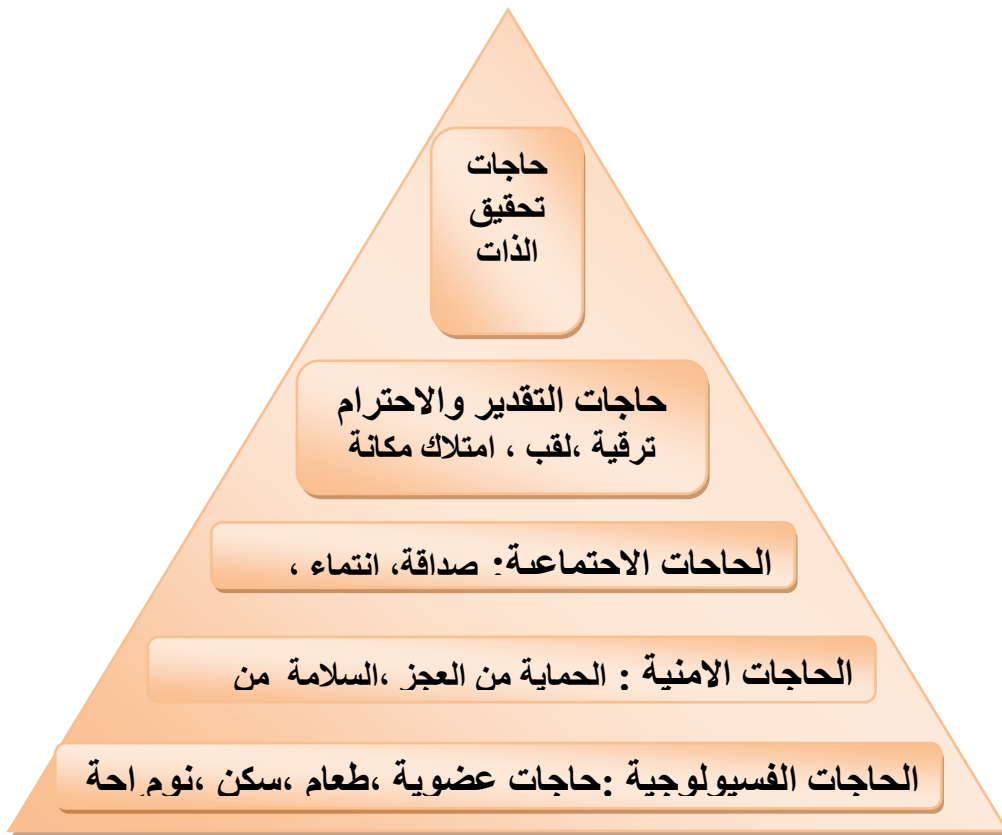 حاجات
تحقيق
الذات
حاجات التقدير والاحترام
ترقية ،لقب ، امتلاك مكانة
الحاجات الاجتماعية: صداقة، انتماء ،
الحاجات الامنية : الحماية من العجز ،السلامة من
الحاجات الفسيولوجية :حاجات عضوية ،طعام ،سكن ،نوم احة